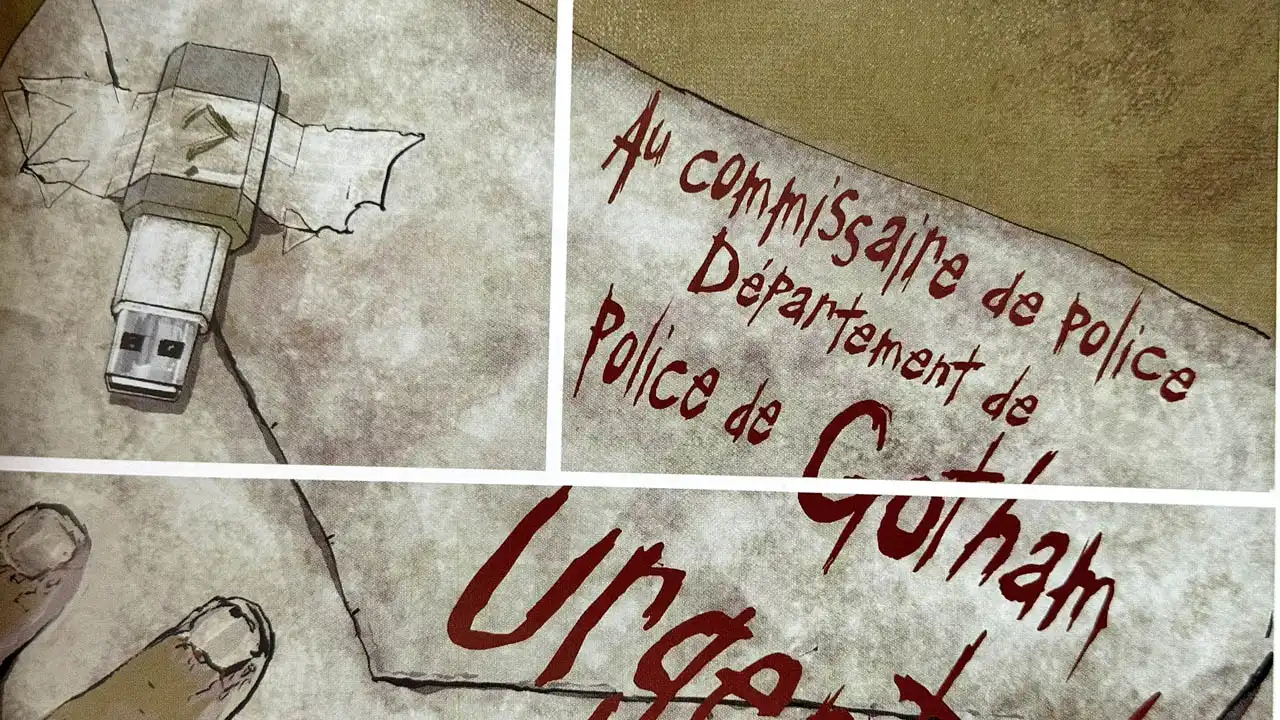 ?
Au commissaire de police
Département de
Police de Gotham
Urgent